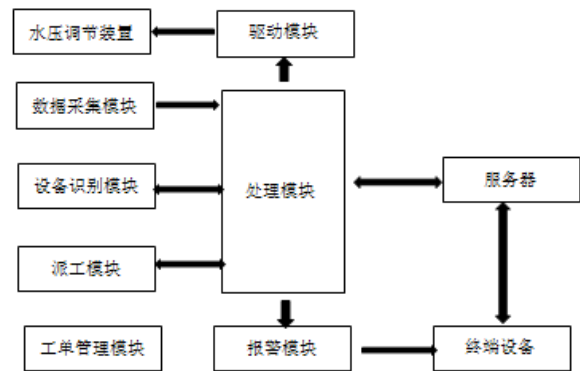 水压调节装置
驱动模块
数据采集模块
设备识别模块
处理模块
服务器
派工模块
工单管理模块
报警模块
终端设备